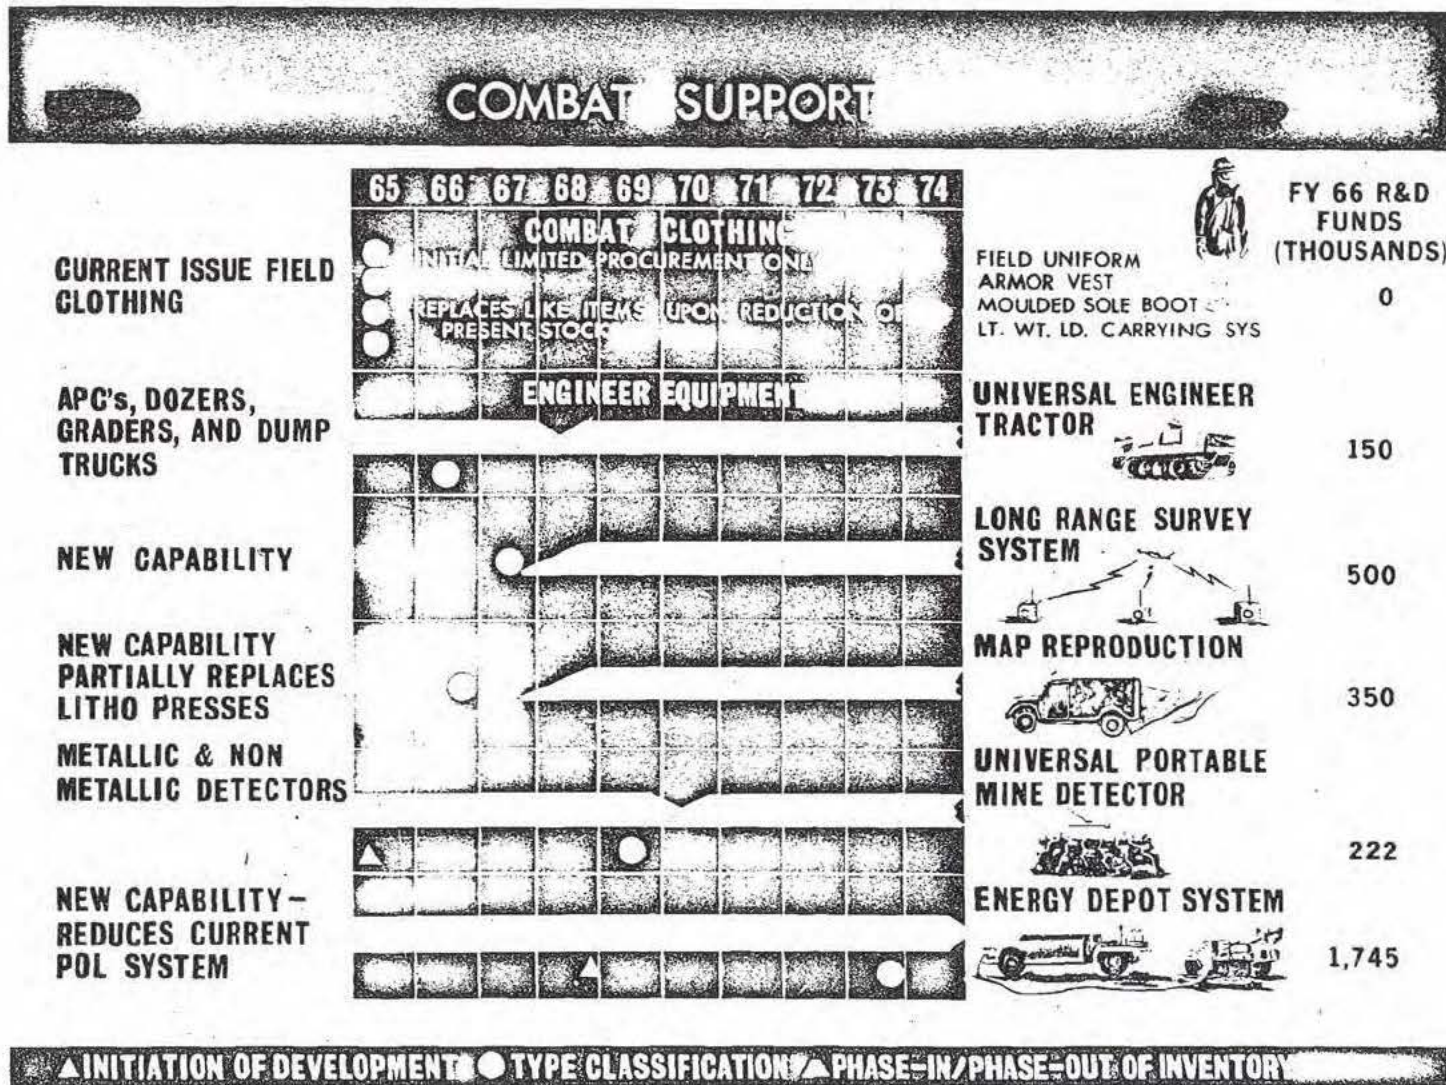 COMBAT SUPPORT
65 66 67 68 69 70 71 72 73 74
FY 66 R&D
FUNDS
(THOUSANDS)
COMBAT CLOTHING
CURRENT ISSUE FIELD
CLOTHING
INITIAL LIMITED PROCUREMENT ONLY
REPLACES LIKE ITEMS UPON REDUCTION OF
PRESENT STOCK
FIELD UNIFORM
ARMOR VEST
MOULDED SOLE BOOT
LT. WT. LD. CARRYING SYS
0
ENGINEER EQUIPMENT
APC's, DOZERS,
GRADERS, AND DUMP
TRUCKS
UNIVERSAL ENGINEER
TRACTOR
150
NEW CAPABILITY
LONG RANGE SURVEY
SYSTEM
500
NEW CAPABILITY
PARTIALLY REPLACES
LITHO PRESSES
MAP REPRODUCTION
350
METALLIC & NON
METALLIC DETECTORS
UNIVERSAL PORTABLE
MINE DETECTOR
222
NEW CAPABILITY-
REDUCES CURRENT
POL SYSTEM
ENERGY DEPOT SYSTEM
1,745
INITIATION OF DEVELOPMENT TYPE CLASSIFICATION PHASE-IN/PHASE-OUT OF INVENTORY